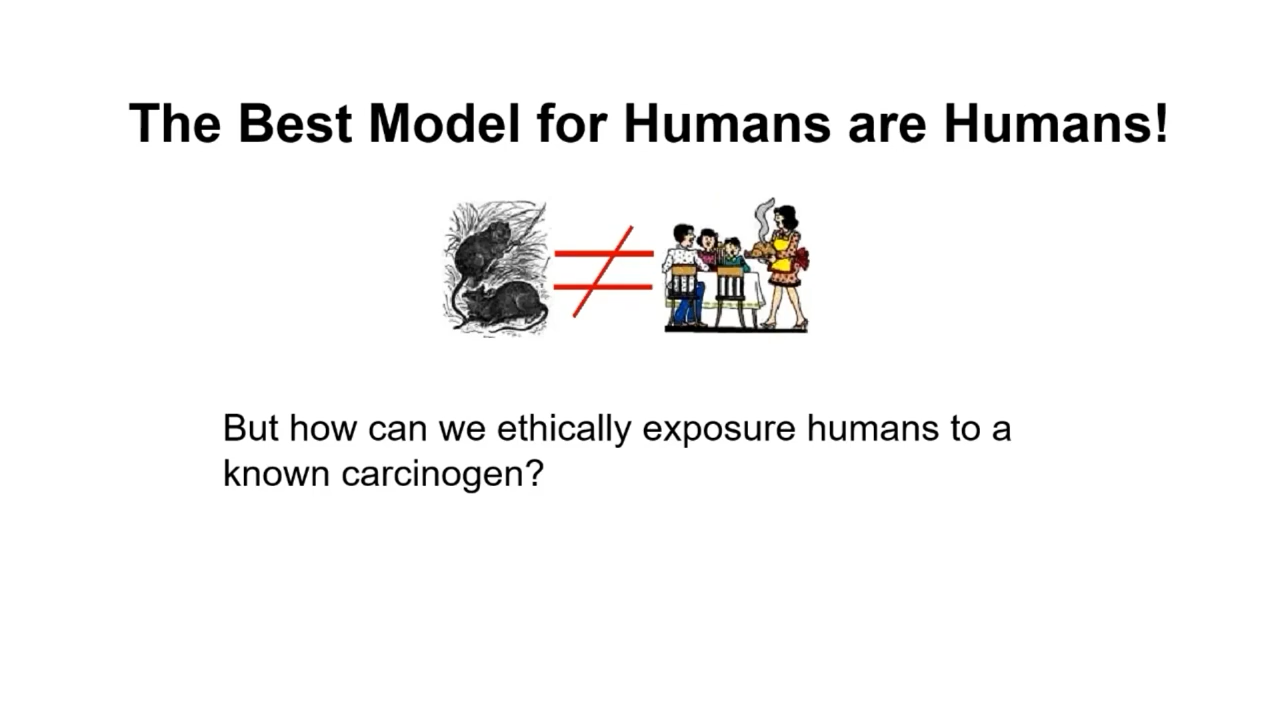 The Best Model for Humans are Humans!
But how can we ethically exposure humans to a
known carcinogen?